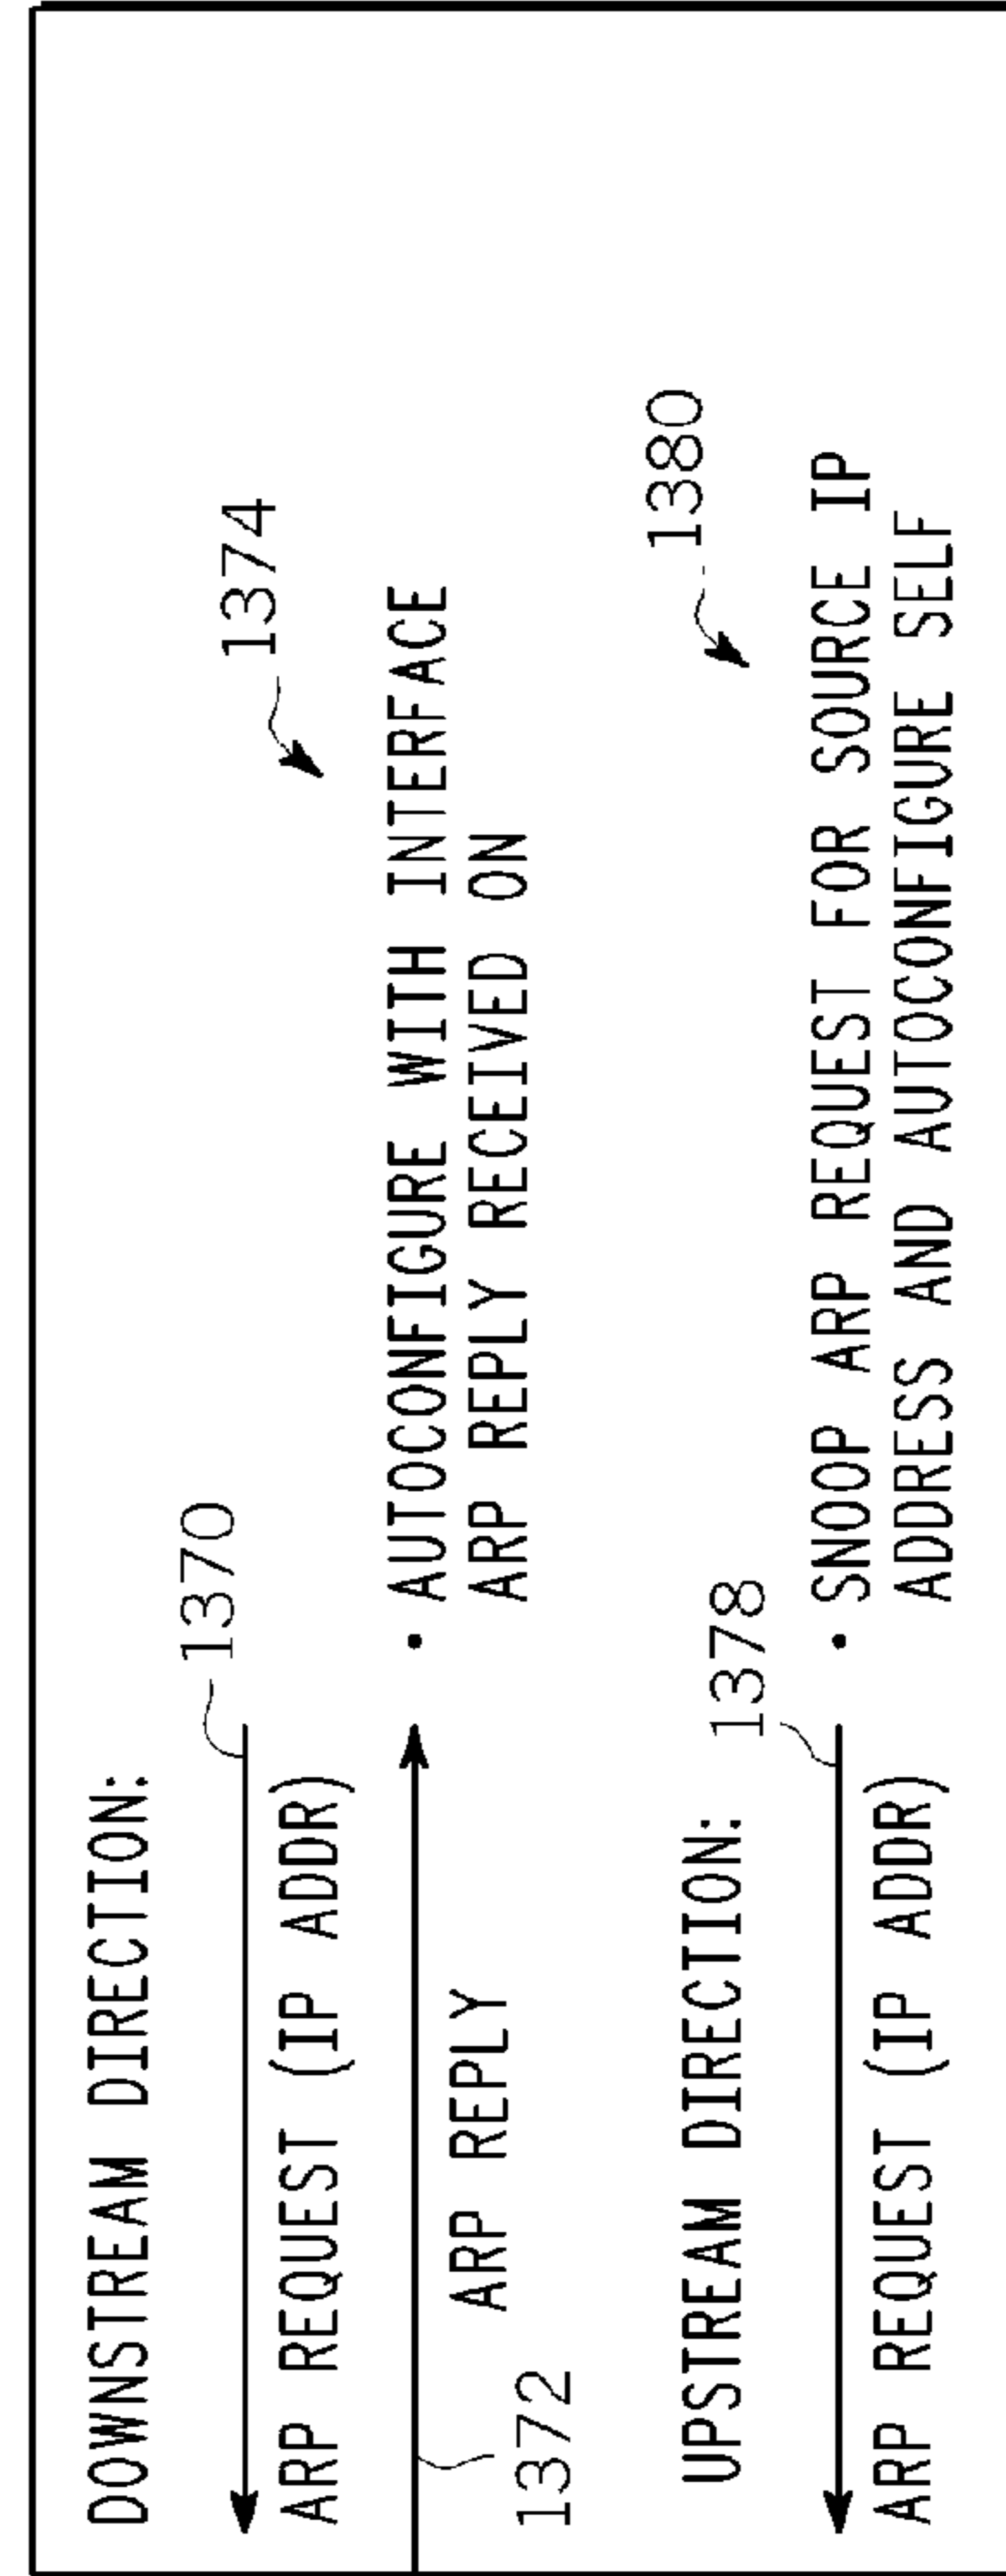 DOWNSTREAM DIRECTION:
1370
ARP REQUEST (IP ADDR)
1374
• AUTOCONFIGURE WITH INTERFACE
ARP REPLY RECEIVED ON
ARP REPLY
1372
UPSTREAM DIRECTION:
1378
1380
• SNOOP ARP REQUEST FOR SOURCE IP
ADDRESS AND AUTOCONFIGURE SELF
ARP REQUEST (IP ADDR)